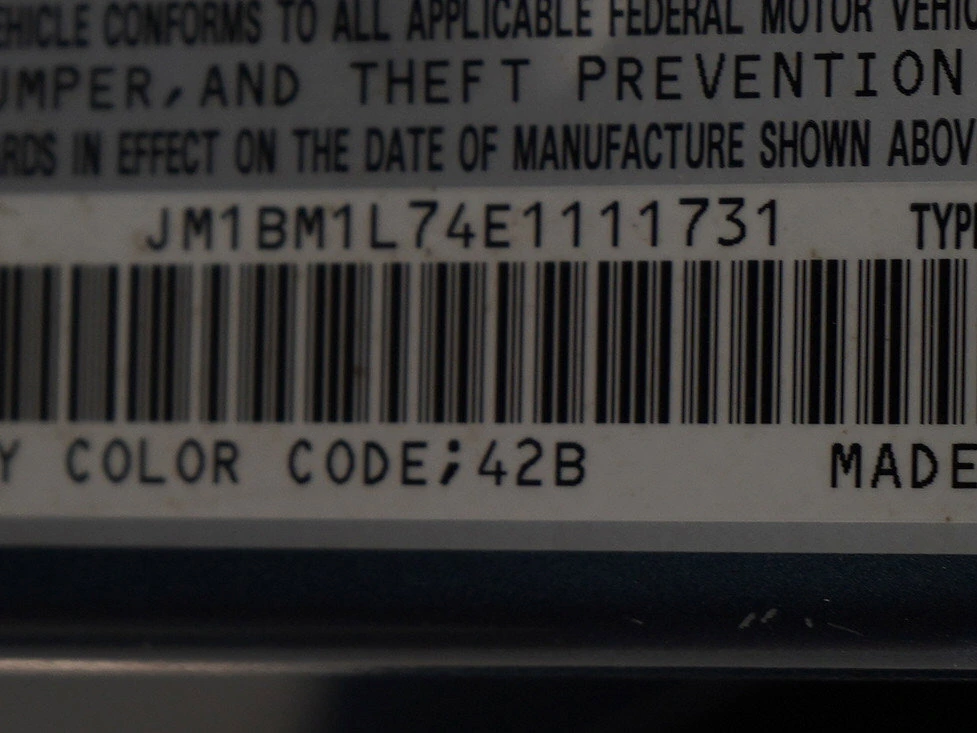 EHICLE CONFORMS TO ALL APPLICABLE FEDERAL MOTOR VEHIC
UMPER, AND THEFT PREVENTION
RDS IN EFFECT ON THE DATE OF MANUFACTURE SHOWN ABOV
JM1BM1L74E1111731 TYPE
Y COLOR CODE;42B MADE